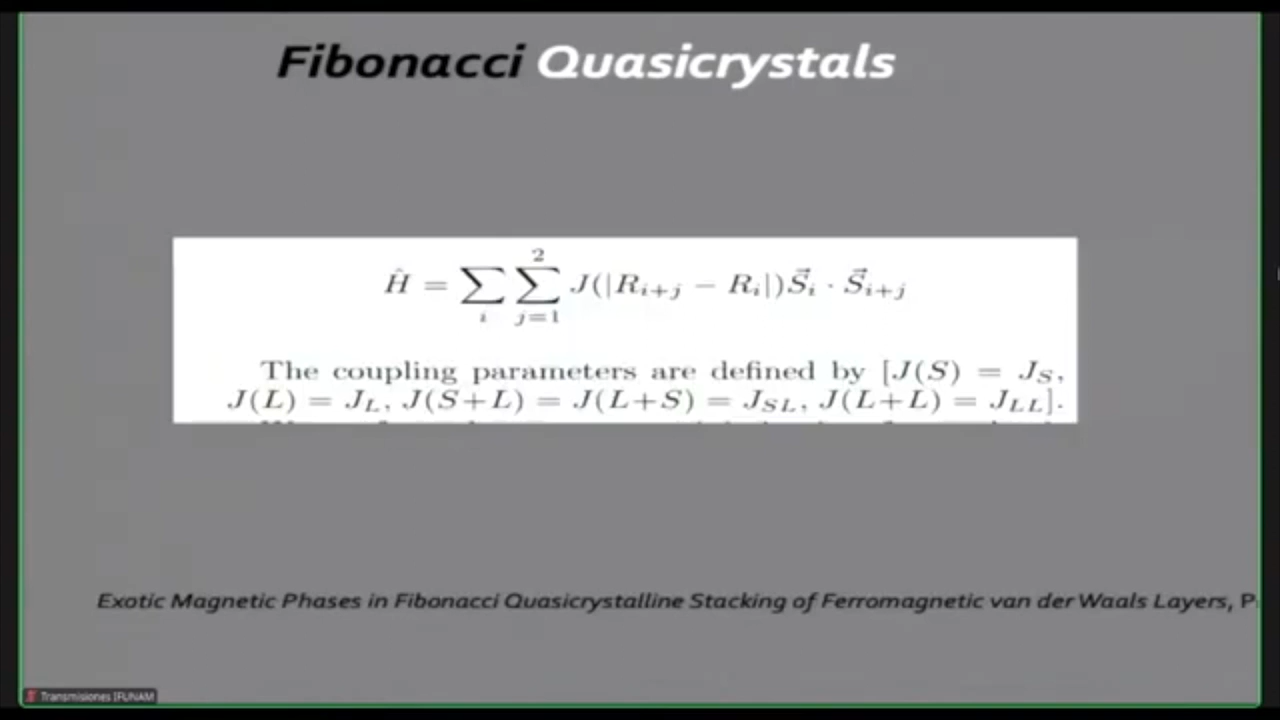 Fibonacci Quasicrystals
Ĥ = ∑_i ∑_{j=1}^{2} J(|R_{i+j} − R_i|) S⃗_i · S⃗_{i+j}
The coupling parameters are defined by [J(S) = J_S,
J(L) = J_L, J(S+L) = J(L+S) = J_{SL}, J(L+L) = J_{LL}].
Exotic Magnetic Phases in Fibonacci Quasicrystalline Stacking of Ferromagnetic van der Waals Layers, P
Transmisiones IFUNAM